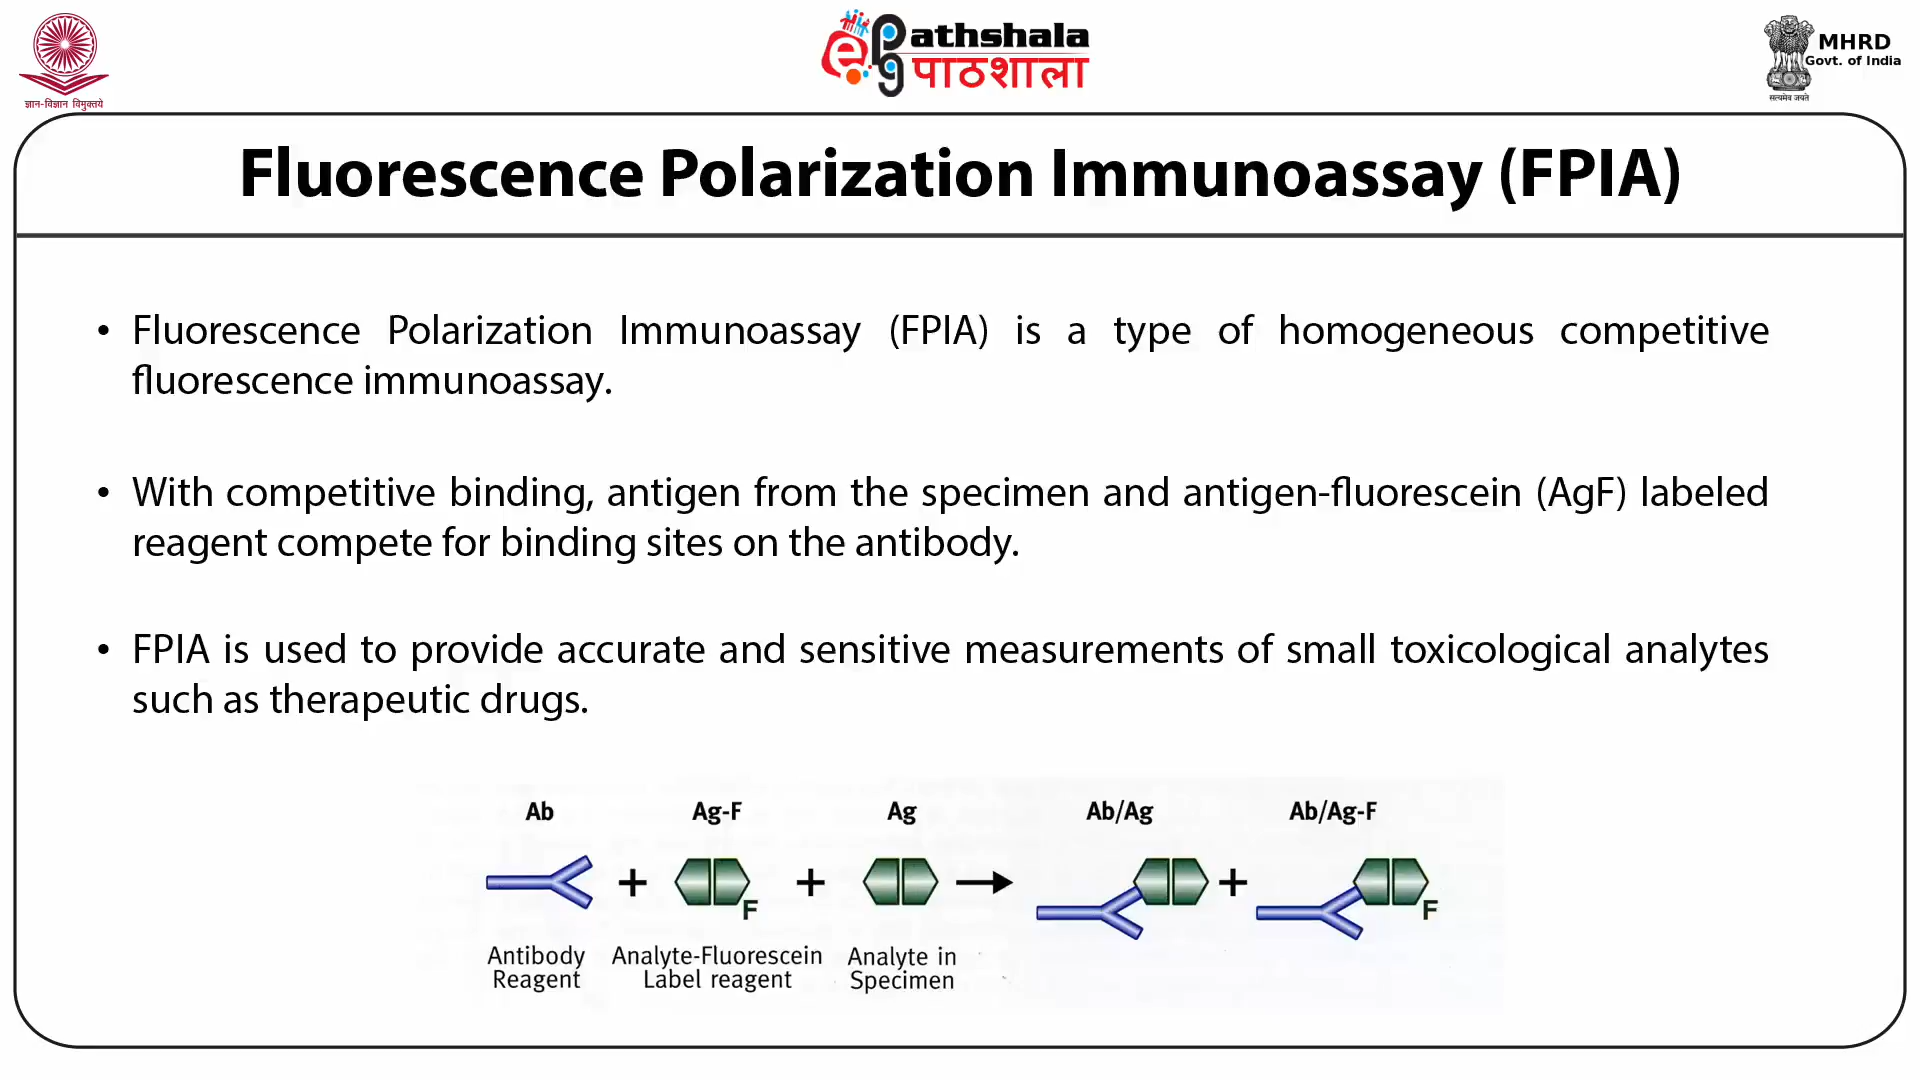 ज्ञान-विज्ञान विमुक्तये
ePathshala
पाठशाला
MHRD
Govt. of India
सत्यमेव जयते
Fluorescence Polarization Immunoassay (FPIA)
• Fluorescence Polarization Immunoassay (FPIA) is a type of homogeneous competitive
fluorescence immunoassay.
• With competitive binding, antigen from the specimen and antigen-fluorescein (AgF) labeled
reagent compete for binding sites on the antibody.
• FPIA is used to provide accurate and sensitive measurements of small toxicological analytes
such as therapeutic drugs.
Ab Ag-F Ag Ab/Ag Ab/Ag-F
+ + +
F F
Antibody Analyte-Fluorescein Analyte in
Reagent Label reagent Specimen